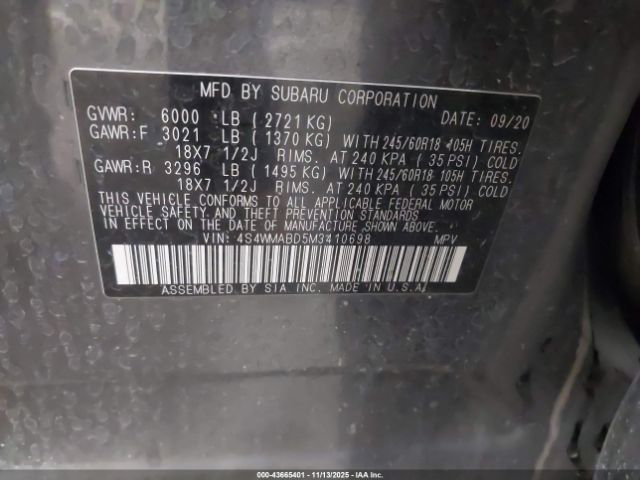 MFD BY SUBARU CORPORATION
GVWR: 6000 LB ( 2721 KG) DATE: 09/20
GAWR:F 3021 LB ( 1370 KG) WITH 245/60R18 105H TIRES.
18X7 1/2J RIMS. AT 240 KPA ( 35 PSI) COLD
GAWR:R 3296 LB ( 1495 KG) WITH 245/60R18 105H TIRES.
18X7 1/2J RIMS. AT 240 KPA ( 35 PSI) COLD
THIS VEHICLE CONFORMS TO ALL APPLICABLE FEDERAL MOTOR
VEHICLE SAFETY AND THEFT PREVENTION STANDARDS
IN EFFECT ON THE DATE OF MANUFACTURE SHOWN ABOVE.
VIN: 4S4WMABD5M3410698 MPV
ASSEMBLED BY SIA INC. MADE IN U.S.A.
000-43665401 - 11/13/2025 - IAAI.COM